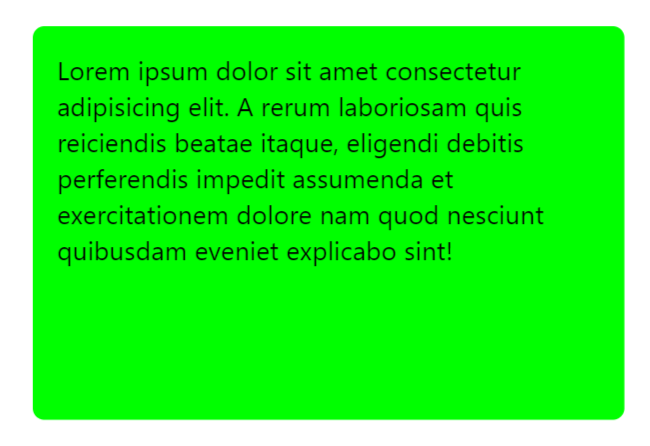 Lorem ipsum dolor sit amet consectetur
adipisicing elit. A rerum laboriosam quis
reiciendis beatae itaque, eligendi debitis
perferendis impedit assumenda et
exercitationem dolore nam quod nesciunt
quibusdam eveniet explicabo sint!